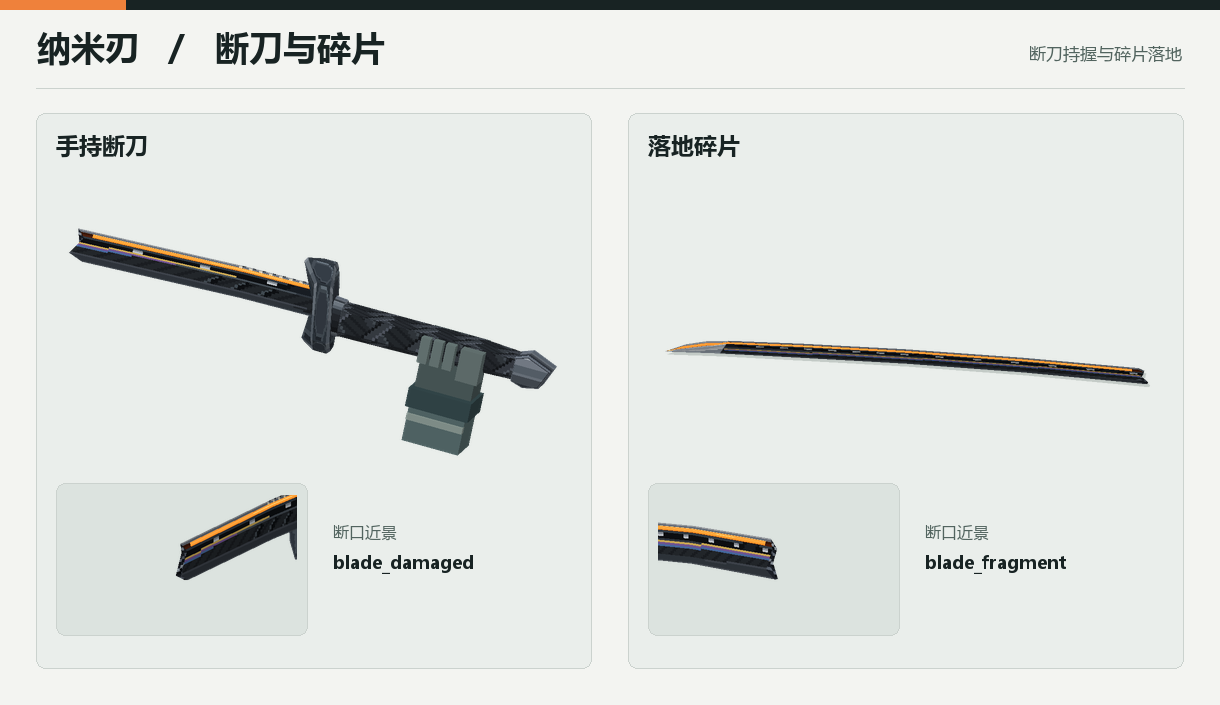 纳米刃 / 断刀与碎片
断刀持握与碎片落地
手持断刀
断口近景
blade_damaged
落地碎片
断口近景
blade_fragment